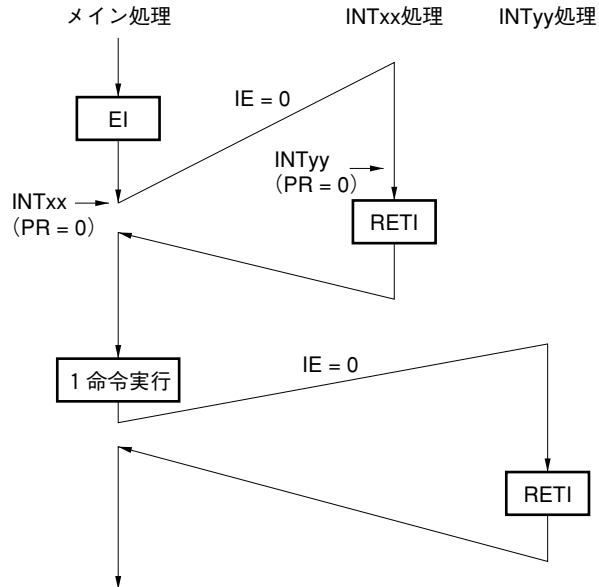 メイン処理
INTxx処理
INTyy処理
EI
IE = 0
INTxx
（PR = 0）
INTyy
（PR = 0）
RETI
1 命令実行
IE = 0
RETI